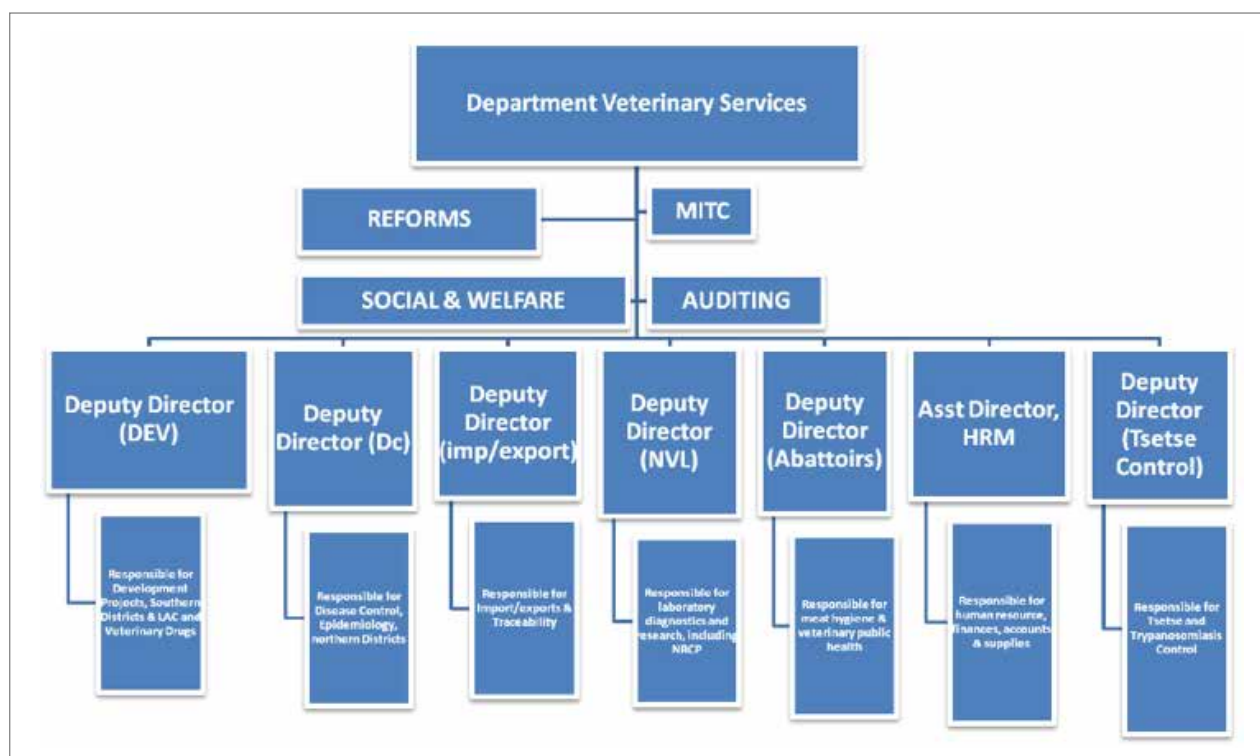 Department Veterinary Services
REFORMS
MITC
SOCIAL & WELFARE
AUDITING
Deputy Director
(DEV)
Deputy
Director (Dc)
Deputy
Director
(imp/export)
Deputy
Director
(NVL)
Deputy
Director
(Abattoirs)
Asst Director,
HRM
Deputy
Director
(Tsetse
Control)
Responsible for
Development
Projects, Southern
Districts & LAC and
Veterinary Drugs
Responsible for
Disease Control,
Epidemiology,
northern Districts
Responsible for
Import/exports &
Traceability
Responsible for
laboratory
diagnostics and
research, including
NRCP
Responsible for
meat hygiene &
veterinary public
health
Responsible for
human resource,
finances, accounts
& supplies
Responsible for
Tsetse and
Trypanosomiasis
Control